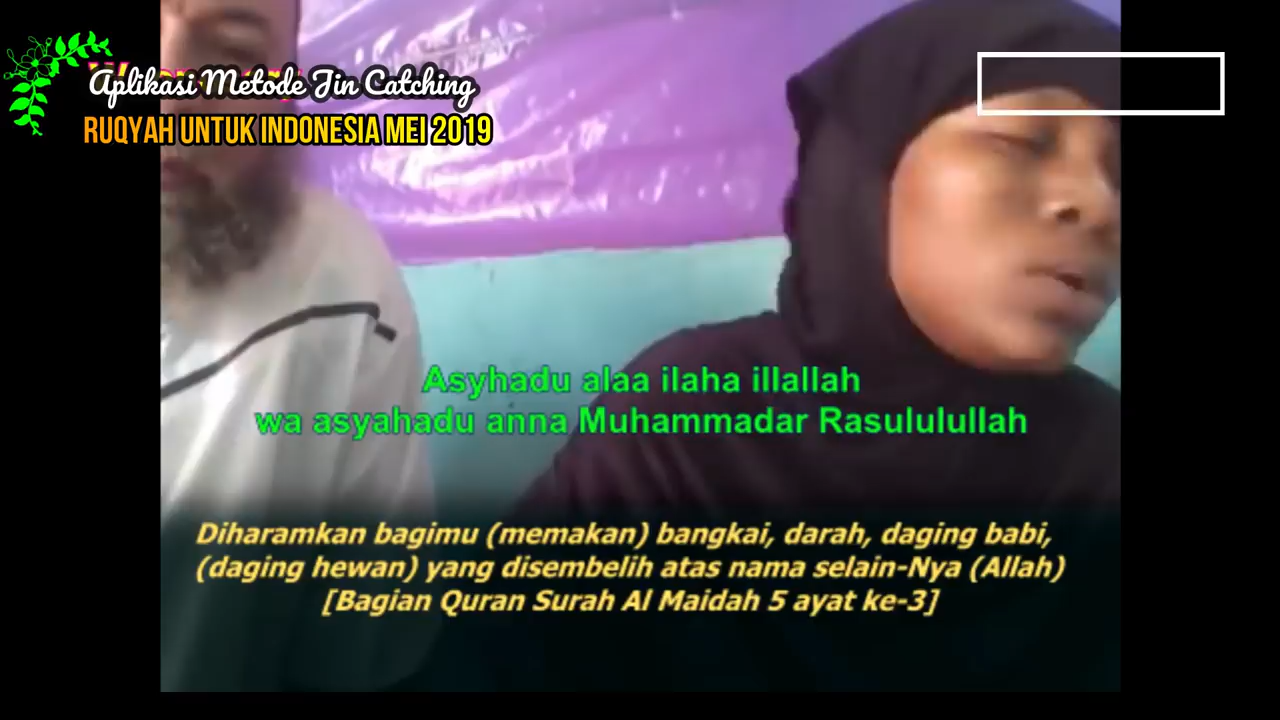 Aplikasi Metode Jin Catching
RUQYAH UNTUK INDONESIA MEI 2019
Asyhadu alaa ilaha illallah
wa asyahadu anna Muhammadar Rasululullah
Diharamkan bagimu (memakan) bangkai, darah, daging babi,
(daging hewan) yang disembelih atas nama selain-Nya (Allah)
[Bagian Quran Surah Al Maidah 5 ayat ke-3]